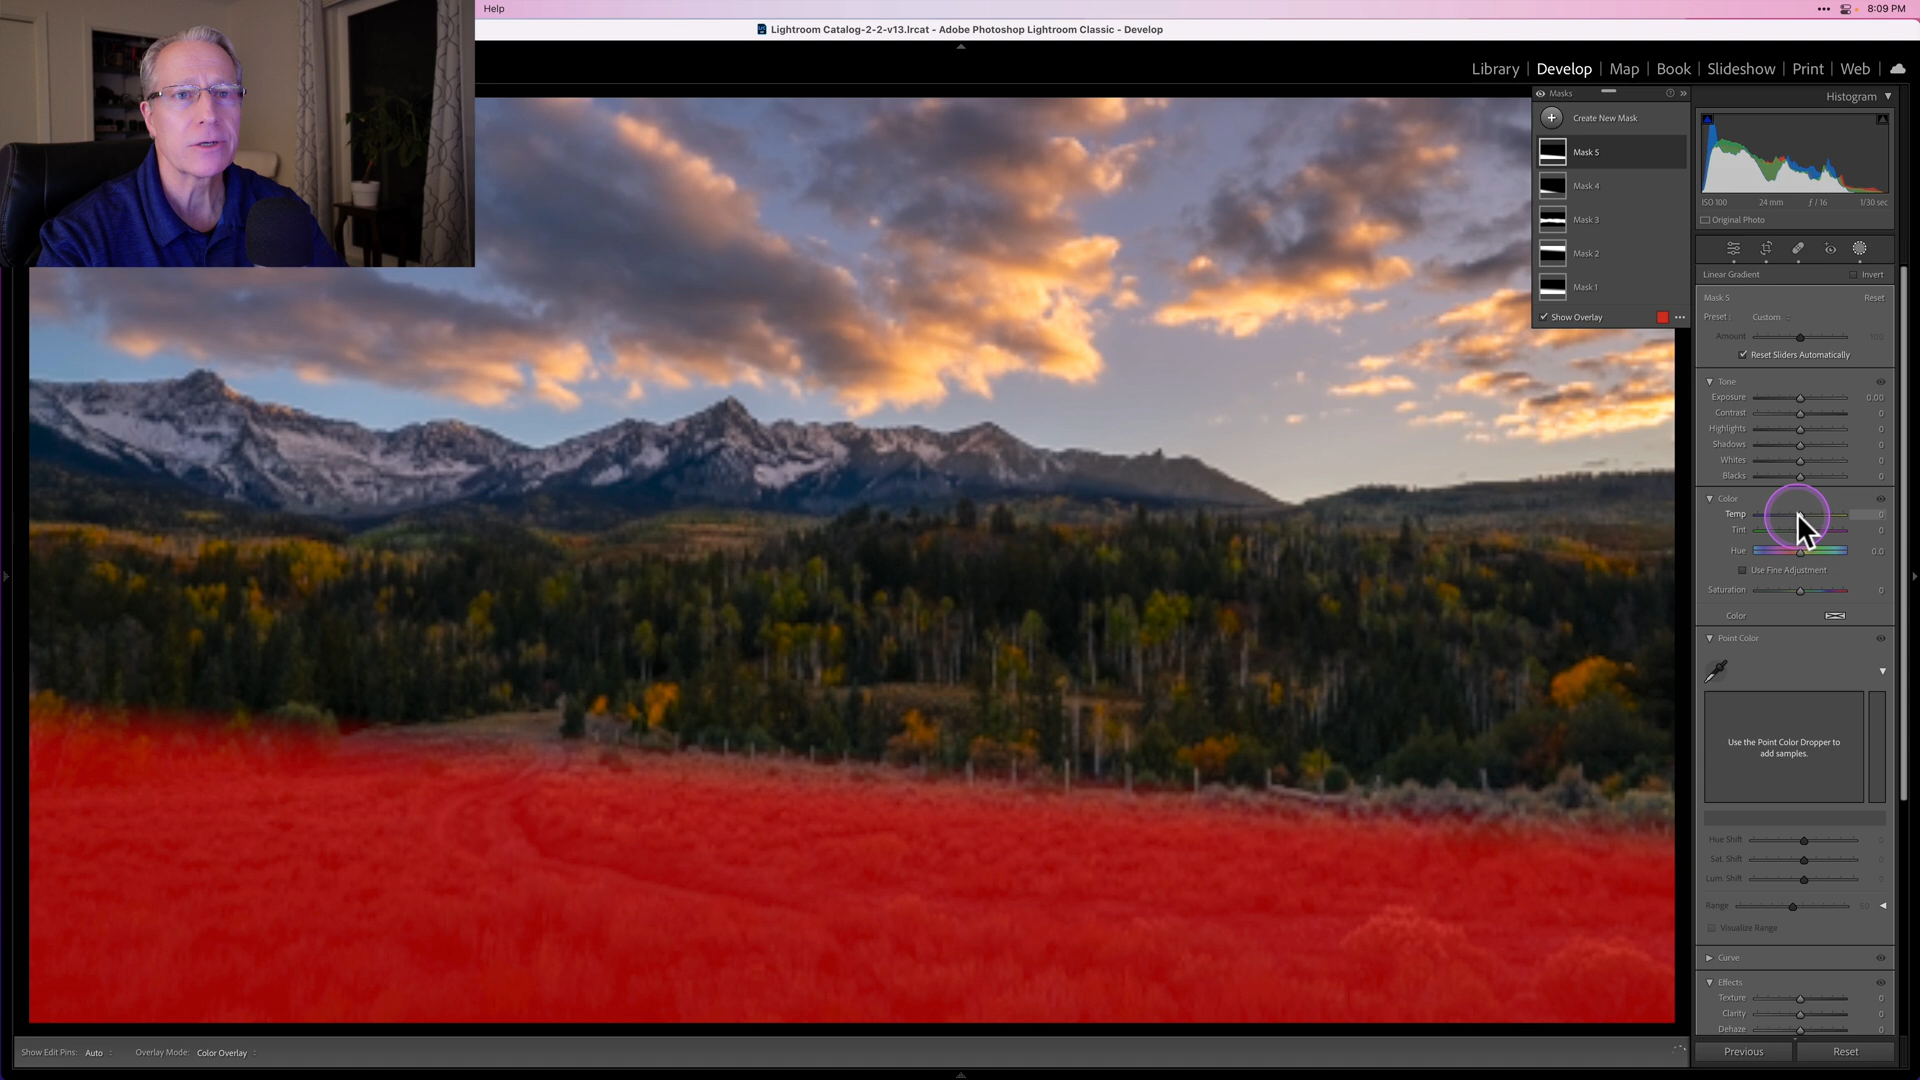 Help
8:09 PM
Lightroom Catalog-2-2-v13.lrcat - Adobe Photoshop Lightroom Classic - Develop
Library | Develop | Map | Book | Slideshow | Print | Web
Masks
Create New Mask
Mask 5
Mask 4
Mask 3
Mask 2
Mask 1
Show Overlay
Histogram
ISO 100 24 mm ƒ / 16 1/30 sec
Original Photo
Linear Gradient Invert
Mask 5 Reset
Preset : Custom
Amount 100
Reset Sliders Automatically
Tone
Exposure 0.00
Contrast 0
Highlights 0
Shadows 0
Whites 0
Blacks 0
Color
Temp 0
Tint 0
Hue 0.0
Use Fine Adjustment
Saturation 0
Color
Point Color
Use the Point Color Dropper to
add samples.
Hue Shift 0
Sat. Shift 0
Lum. Shift 0
Range 50
Visualize Range
Curve
Effects
Texture 0
Clarity 0
Dehaze 0
Show Edit Pins: Auto Overlay Mode: Color Overlay
Previous Reset